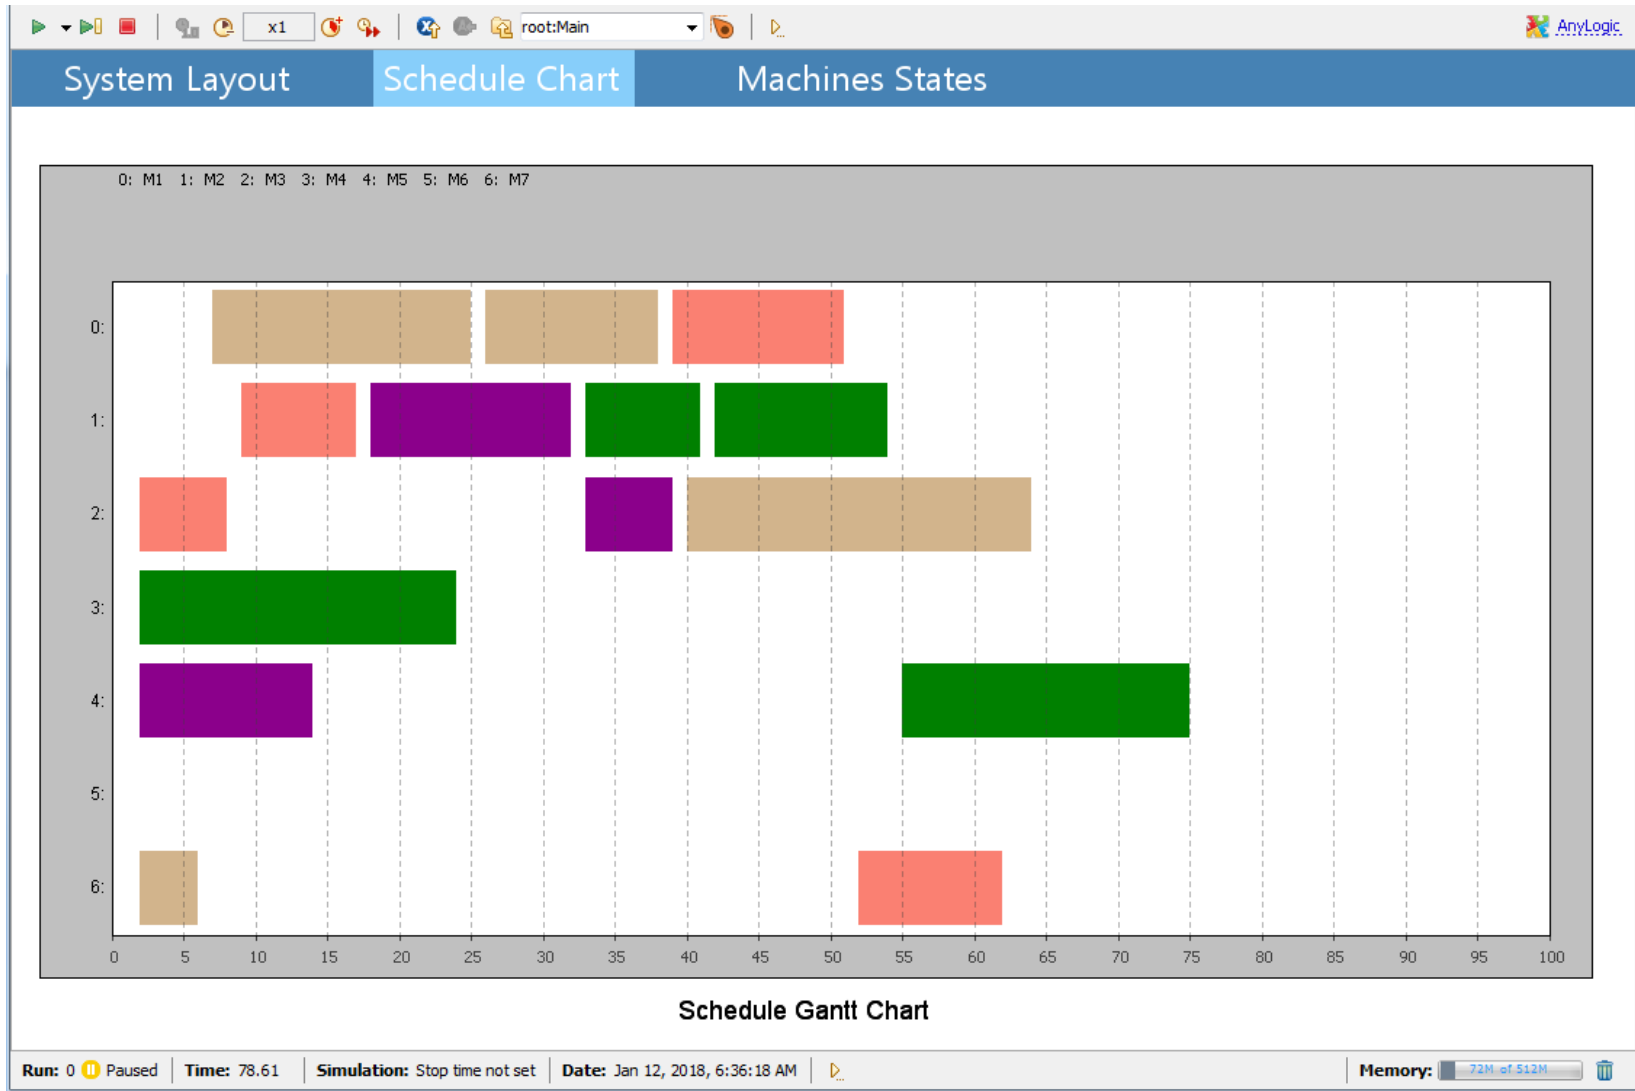 x1 root:Main AnyLogic
System Layout Schedule Chart Machines States
0: M1 1: M2 2: M3 3: M4 4: M5 5: M6 6: M7
0:
1:
2:
3:
4:
5:
6:
0 5 10 15 20 25 30 35 40 45 50 55 60 65 70 75 80 85 90 95 100
Schedule Gantt Chart
Run: 0 Paused Time: 78.61 Simulation: Stop time not set Date: Jan 12, 2018, 6:36:18 AM Memory: 72M of 512M